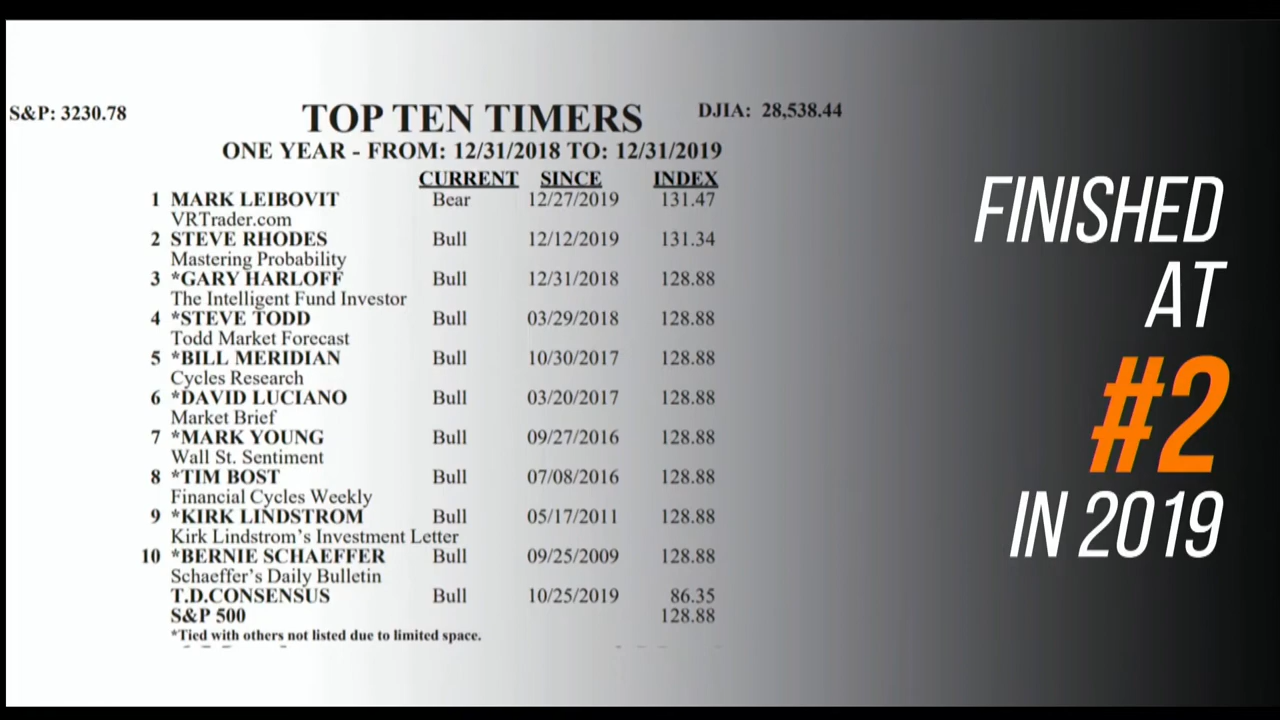 S&P: 3230.78
TOP TEN TIMERS
DJIA: 28,538.44
ONE YEAR - FROM: 12/31/2018 TO: 12/31/2019
CURRENT SINCE INDEX
1 MARK LEIBOVIT Bear 12/27/2019 131.47
VRTrader.com
2 STEVE RHODES Bull 12/12/2019 131.34
Mastering Probability
3 *GARY HARLOFF Bull 12/31/2018 128.88
The Intelligent Fund Investor
4 *STEVE TODD Bull 03/29/2018 128.88
Todd Market Forecast
5 *BILL MERIDIAN Bull 10/30/2017 128.88
Cycles Research
6 *DAVID LUCIANO Bull 03/20/2017 128.88
Market Brief
7 *MARK YOUNG Bull 09/27/2016 128.88
Wall St. Sentiment
8 *TIM BOST Bull 07/08/2016 128.88
Financial Cycles Weekly
9 *KIRK LINDSTROM Bull 05/17/2011 128.88
Kirk Lindstrom's Investment Letter
10 *BERNIE SCHAEFFER Bull 09/25/2009 128.88
Schaeffer's Daily Bulletin
T.D.CONSENSUS Bull 10/25/2019 86.35
S&P 500 128.88
*Tied with others not listed due to limited space.
FINISHED
AT
#2
IN 2019